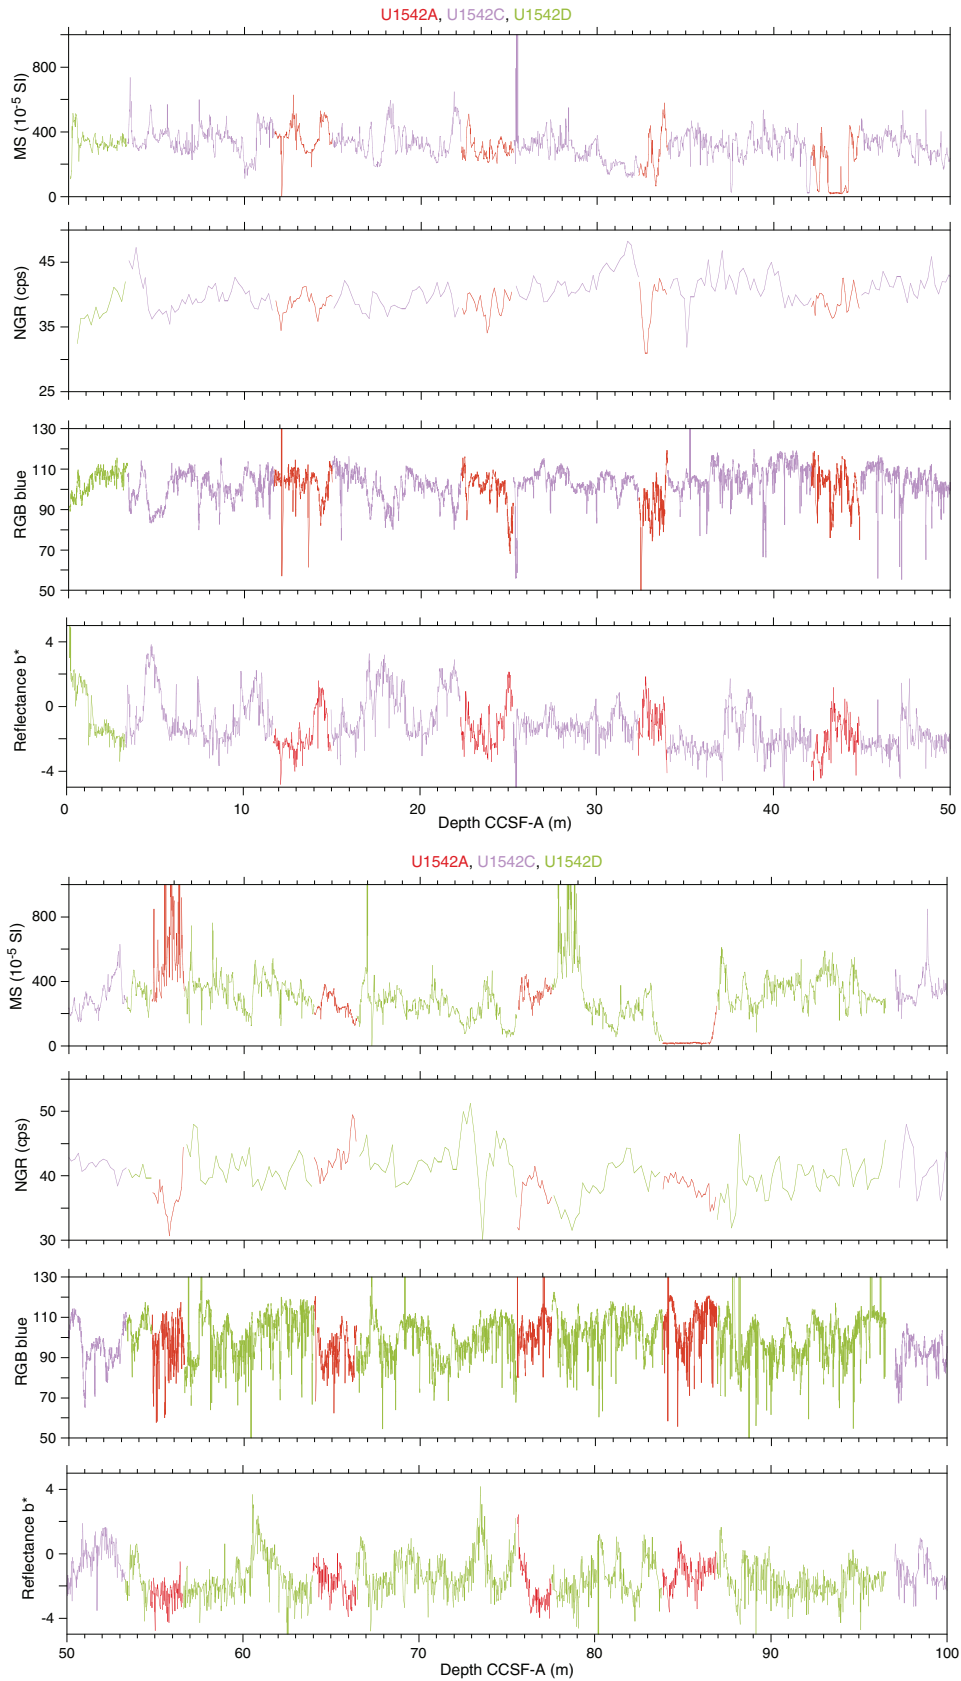 U1542A, U1542C, U1542D
MS (10-5 SI)
800
400
0
NGR (cps)
45
35
25
RGB blue
130
110
90
70
50
Reflectance b*
4
0
-4
0 10 20 30 40 50
Depth CCSF-A (m)
U1542A, U1542C, U1542D
MS (10-5 SI)
800
400
0
NGR (cps)
50
40
30
RGB blue
130
110
90
70
50
Reflectance b*
4
0
-4
50 60 70 80 90 100
Depth CCSF-A (m)